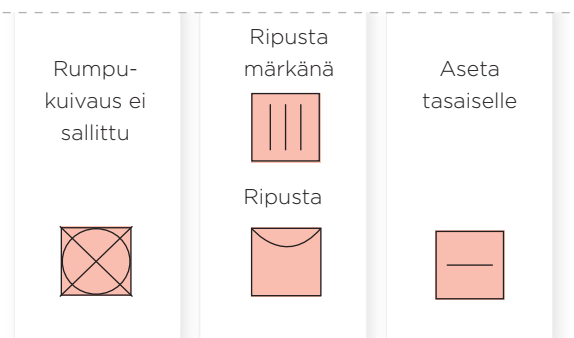 Rumpu-
kuivaus ei
sallittu
Ripusta
märkänä
Ripusta
Aseta
tasaiselle